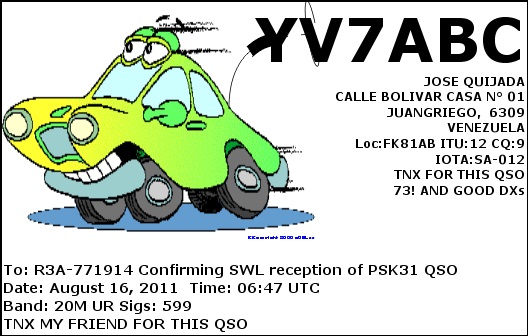 YV7ABC
JOSE QUIJADA
CALLE BOLIVAR CASA N° 01
JUANGRIEGO, 6309
VENEZUELA
Loc:FK81AB ITU:12 CQ:9
IOTA:SA-012
TNX FOR THIS QSO
73! AND GOOD DXs
To: R3A-771914 Confirming SWL reception of PSK31 QSO
Date: August 16, 2011 Time: 06:47 UTC
Band: 20M UR Sigs: 599
TNX MY FRIEND FOR THIS QSO